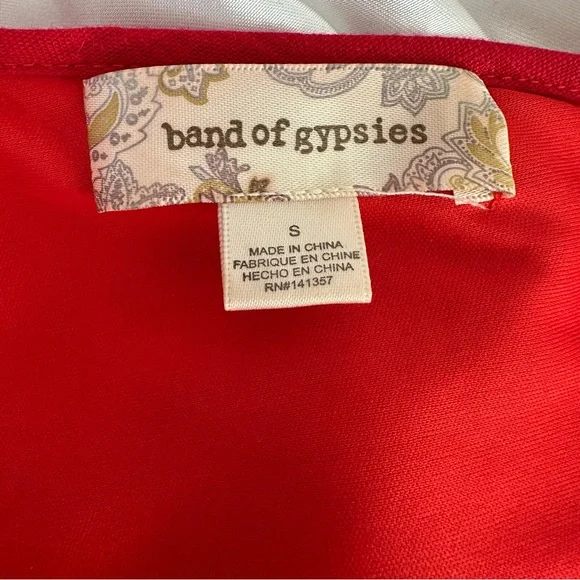 band of gypsies
S
MADE IN CHINA
FABRIQUE EN CHINE
HECHO EN CHINA
RN#141357